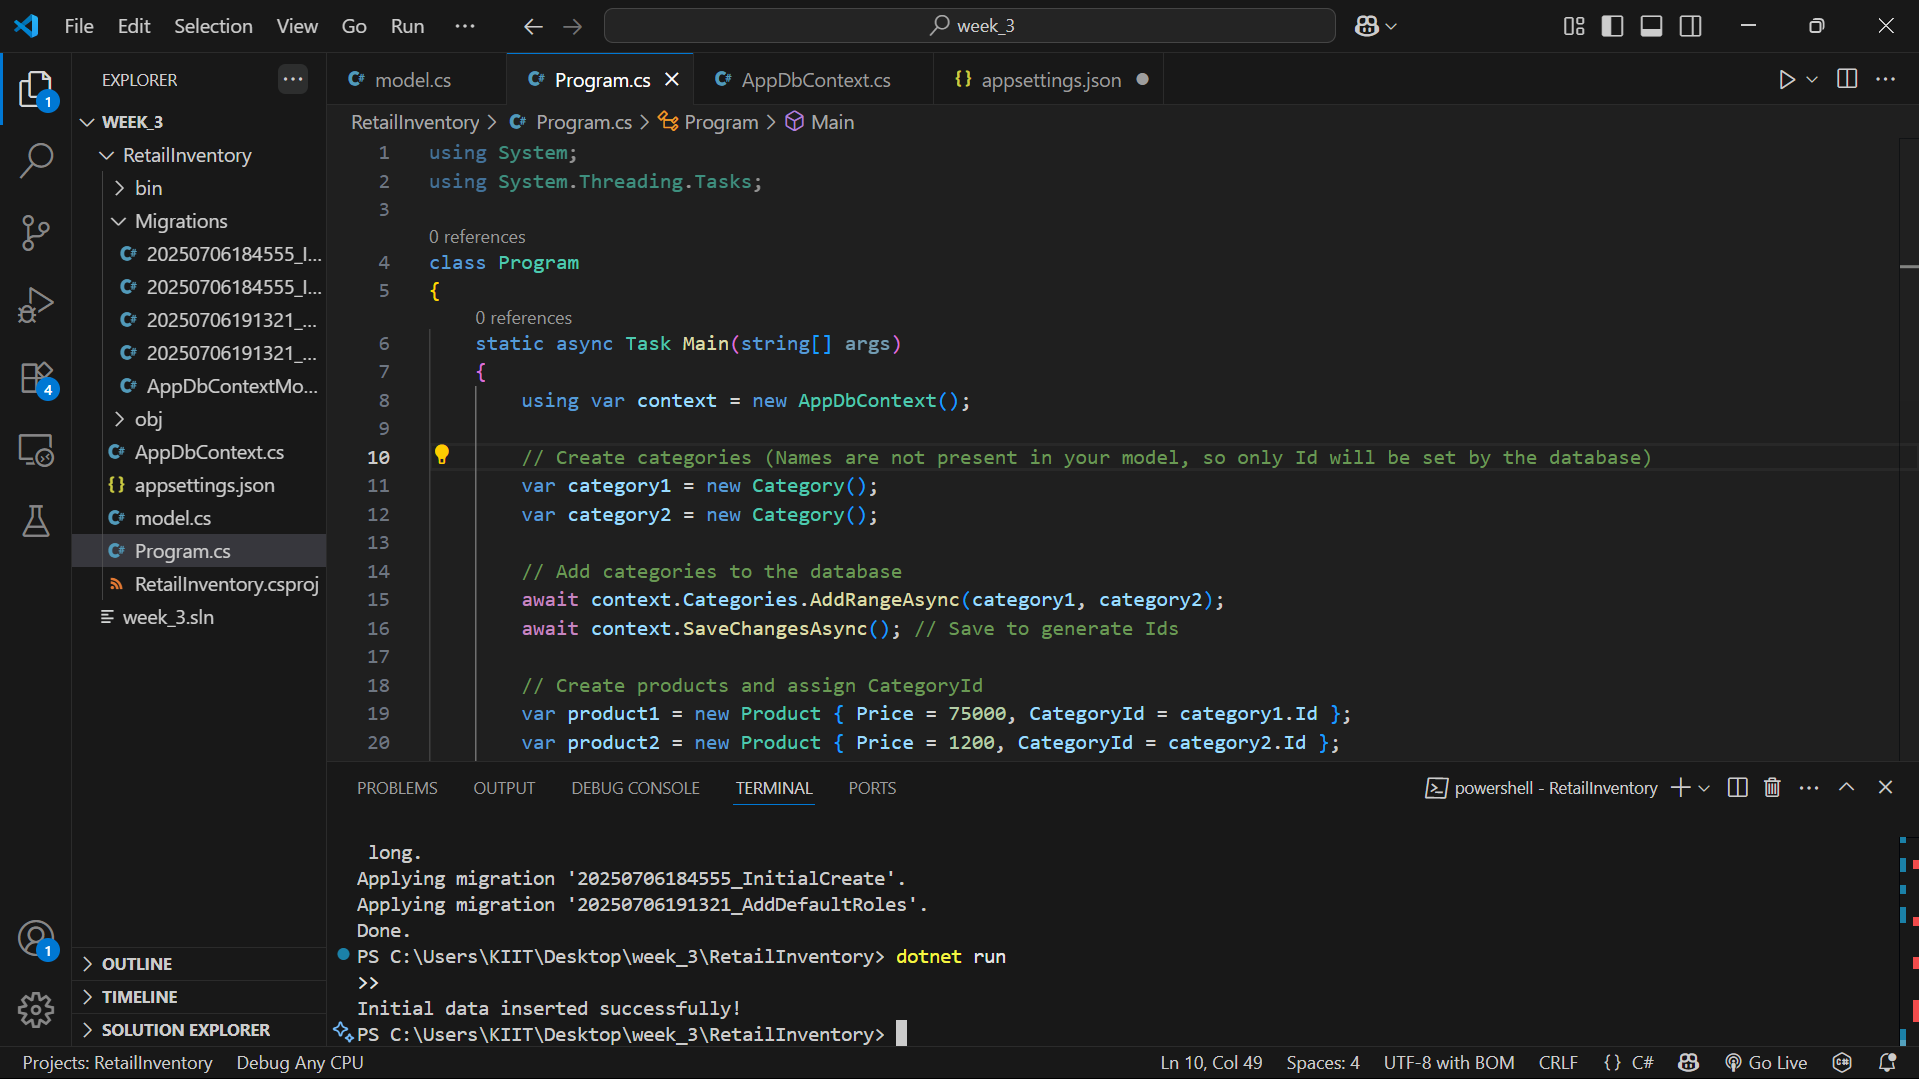 File Edit Selection View Go Run ··· week_3
EXPLORER ···
1
WEEK_3
RetailInventory
bin
Migrations
20250706184555_I...
20250706184555_I...
20250706191321_...
20250706191321_...
AppDbContextMo...
obj
AppDbContext.cs
appsettings.json
model.cs
Program.cs
RetailInventory.csproj
week_3.sln
4
1
OUTLINE
TIMELINE
SOLUTION EXPLORER
model.cs Program.cs AppDbContext.cs {} appsettings.json
RetailInventory > Program.cs > Program > Main
1 using System;
2 using System.Threading.Tasks;
3
0 references
4 class Program
5 {
0 references
6 static async Task Main(string[] args)
7 {
8 using var context = new AppDbContext();
9
10 // Create categories (Names are not present in your model, so only Id will be set by the database)
11 var category1 = new Category();
12 var category2 = new Category();
13
14 // Add categories to the database
15 await context.Categories.AddRangeAsync(category1, category2);
16 await context.SaveChangesAsync(); // Save to generate Ids
17
18 // Create products and assign CategoryId
19 var product1 = new Product { Price = 75000, CategoryId = category1.Id };
20 var product2 = new Product { Price = 1200, CategoryId = category2.Id };
PROBLEMS OUTPUT DEBUG CONSOLE TERMINAL PORTS powershell - RetailInventory
long.
Applying migration '20250706184555_InitialCreate'.
Applying migration '20250706191321_AddDefaultRoles'.
Done.
PS C:\Users\KIIT\Desktop\week_3\RetailInventory> dotnet run
>>
Initial data inserted successfully!
PS C:\Users\KIIT\Desktop\week_3\RetailInventory>
Projects: RetailInventory Debug Any CPU Ln 10, Col 49 Spaces: 4 UTF-8 with BOM CRLF {} C# Go Live